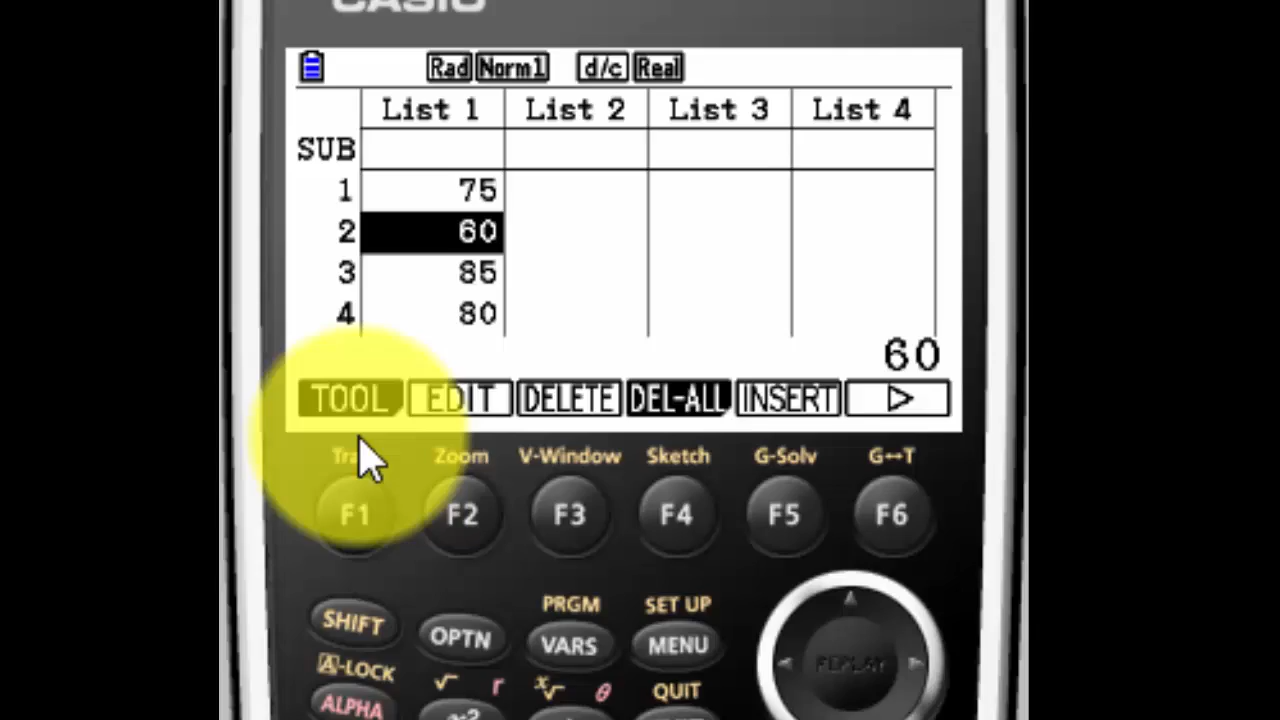 CASIO
Rad Norm1 d/c Real
List 1 List 2 List 3 List 4
SUB
1 75
2 60
3 85
4 80
60
TOOL EDIT DELETE DEL-ALL INSERT ▷
Zoom V-Window Sketch G-Solv G↔T
F1 F2 F3 F4 F5 F6
PRGM SET UP
SHIFT OPTN VARS MENU REPLAY
A-LOCK √ r ˣ√ θ QUIT
ALPHA x²